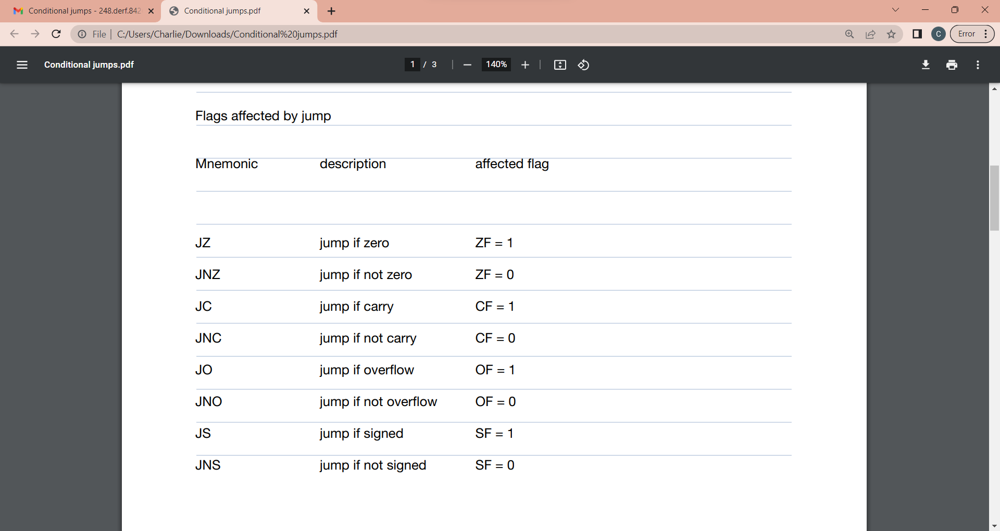 Conditional jumps - 248.derf.842
Conditional jumps.pdf
File
C:/Users/Charlie/Downloads/Conditional%20jumps.pdf
C
Error
Conditional jumps.pdf
1 / 3
140%
Flags affected by jump
Mnemonic description affected flag
JZ jump if zero ZF = 1
JNZ jump if not zero ZF = 0
JC jump if carry CF = 1
JNC jump if not carry CF = 0
JO jump if overflow OF = 1
JNO jump if not overflow OF = 0
JS jump if signed SF = 1
JNS jump if not signed SF = 0